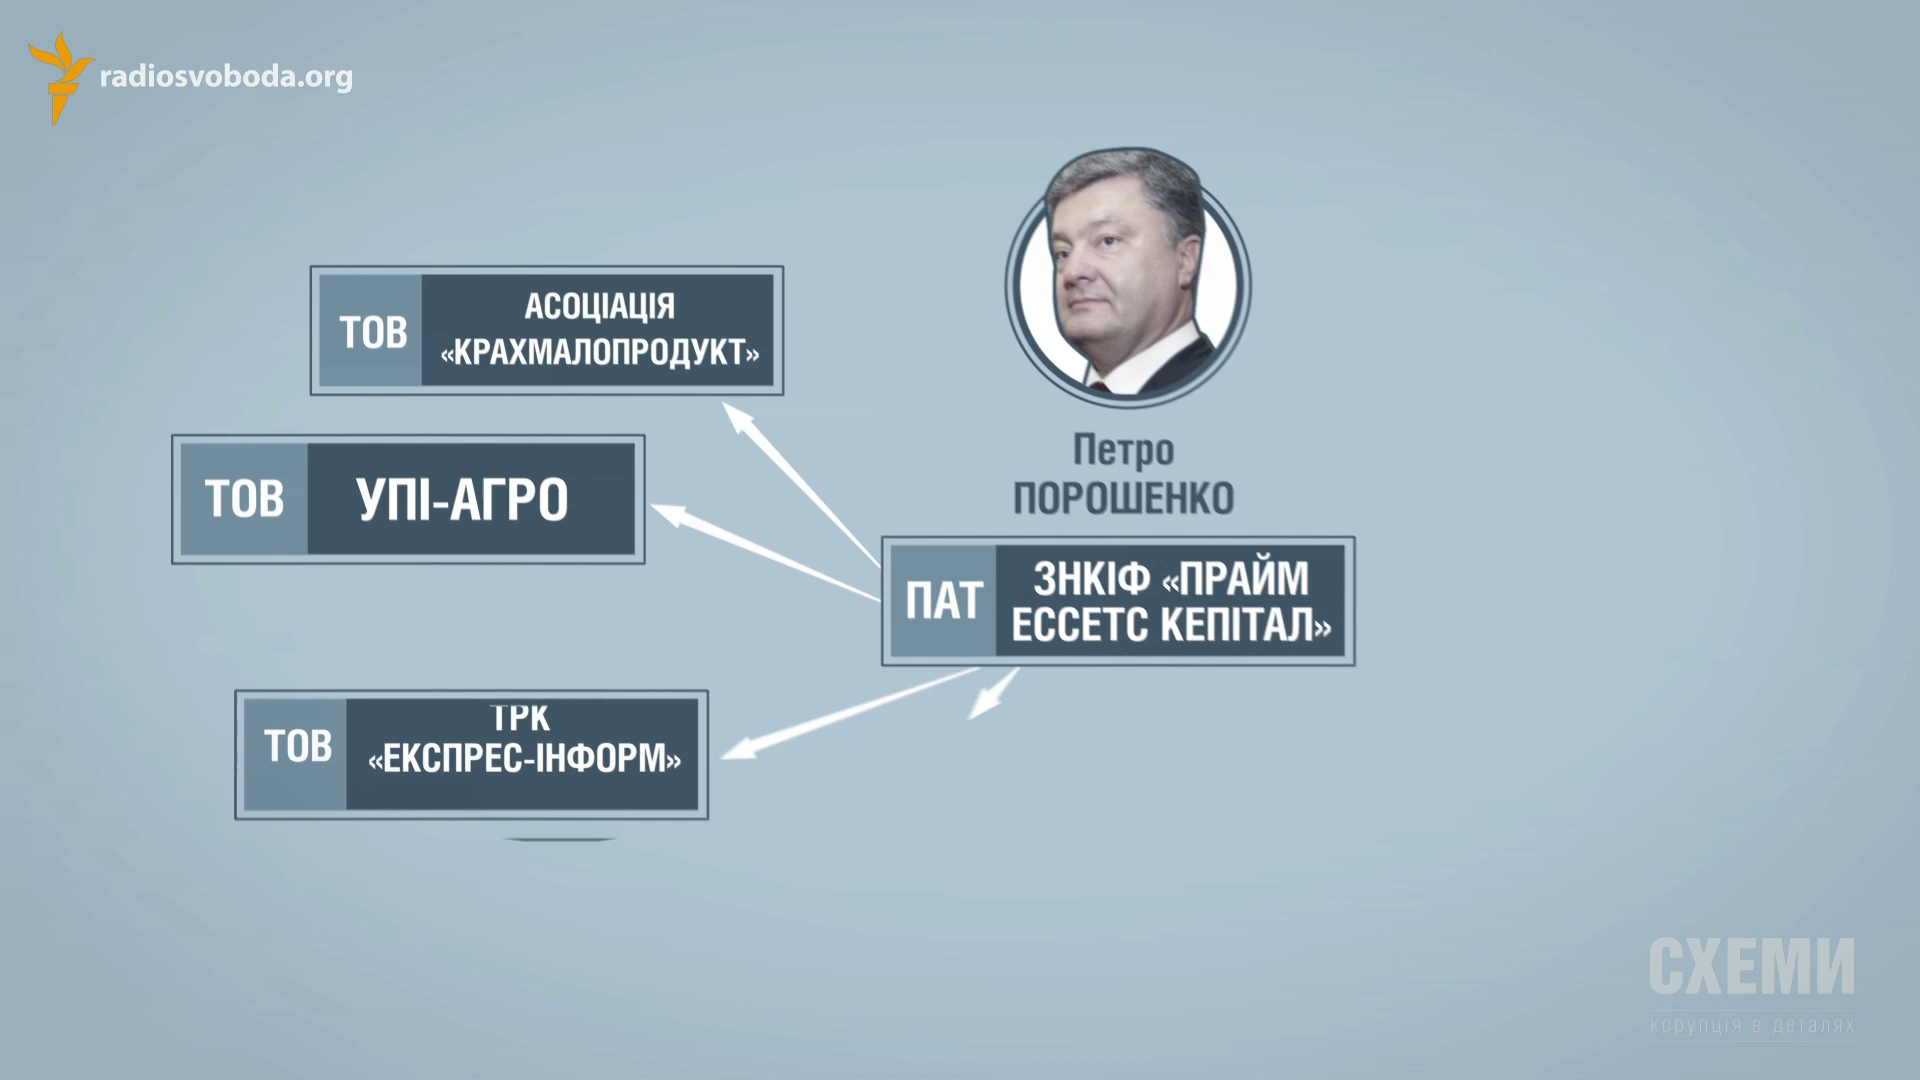 radiosvoboda.org
ТОВ
АСОЦІАЦІЯ
«КРАХМАЛОПРОДУКТ»
ТОВ
УПІ-АГРО
Петро
ПОРОШЕНКО
ПАТ
ЗНКІФ «ПРАЙМ
ЕССЕТС КЕПІТАЛ»
ТОВ
ТРК
«ЕКСПРЕС-ІНФОРМ»
СХЕМИ
корупція в деталях